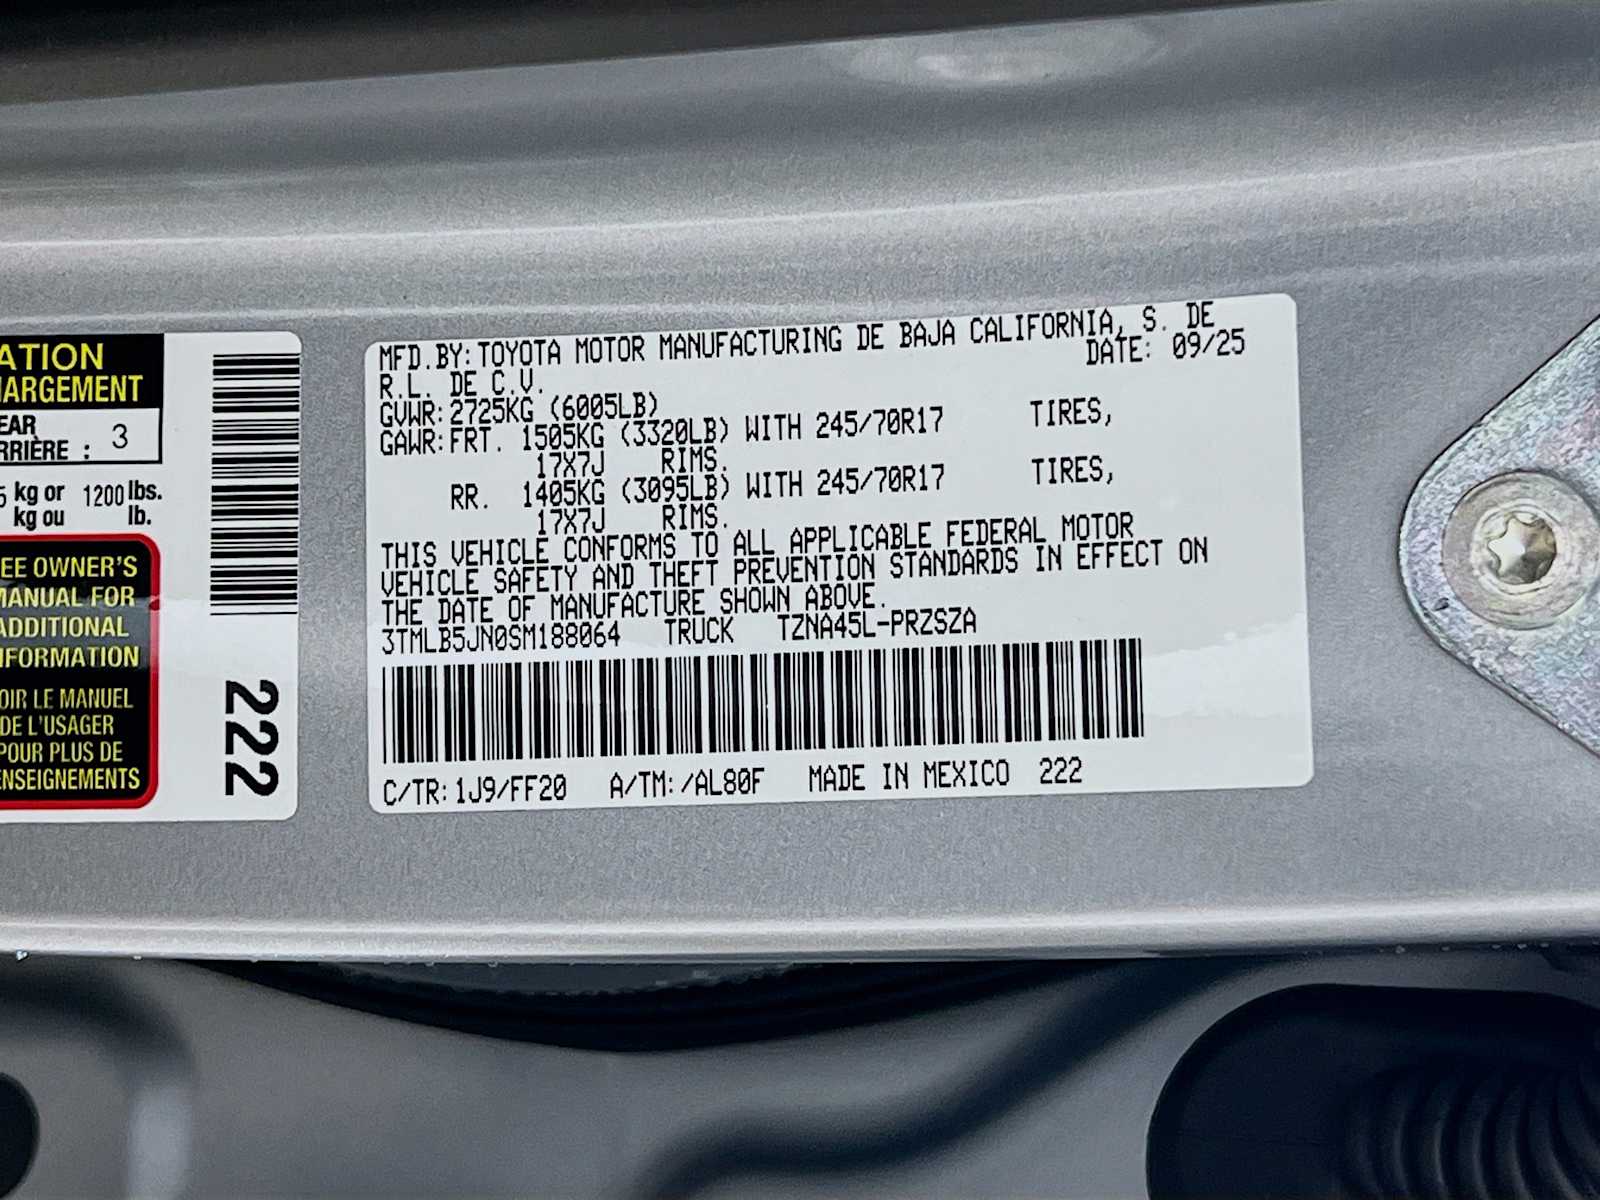 ATION
HARGEMENT
EAR
RRIÈRE : 3
5 kg or 1200 lbs.
kg ou lb.
EE OWNER'S
MANUAL FOR
ADDITIONAL
NFORMATION
OIR LE MANUEL
DE L'USAGER
POUR PLUS DE
ENSEIGNEMENTS
222
MFD.BY:TOYOTA MOTOR MANUFACTURING DE BAJA CALIFORNIA, S. DE
R.L. DE C.V. DATE: 09/25
GVWR:2725KG (6005LB)
GAWR:FRT. 1505KG (3320LB) WITH 245/70R17 TIRES,
17X7J RIMS.
RR. 1405KG (3095LB) WITH 245/70R17 TIRES,
17X7J RIMS.
THIS VEHICLE CONFORMS TO ALL APPLICABLE FEDERAL MOTOR
VEHICLE SAFETY AND THEFT PREVENTION STANDARDS IN EFFECT ON
THE DATE OF MANUFACTURE SHOWN ABOVE.
3TMLB5JN0SM188064 TRUCK TZNA45L-PRZSZA
C/TR:1J9/FF20 A/TM:/AL80F MADE IN MEXICO 222